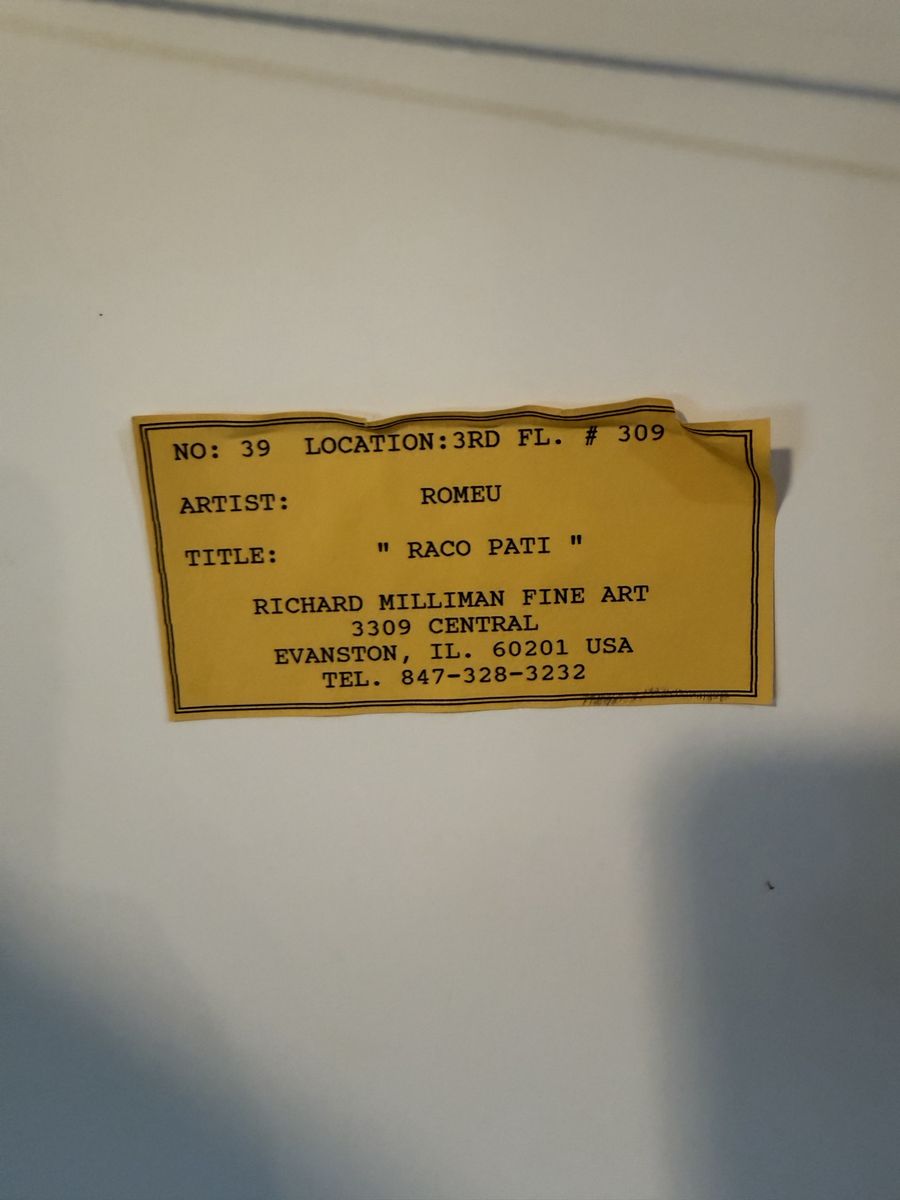 NO: 39 LOCATION:3RD FL. # 309
ARTIST: ROMEU
TITLE: " RACO PATI "
RICHARD MILLIMAN FINE ART
3309 CENTRAL
EVANSTON, IL. 60201 USA
TEL. 847-328-3232